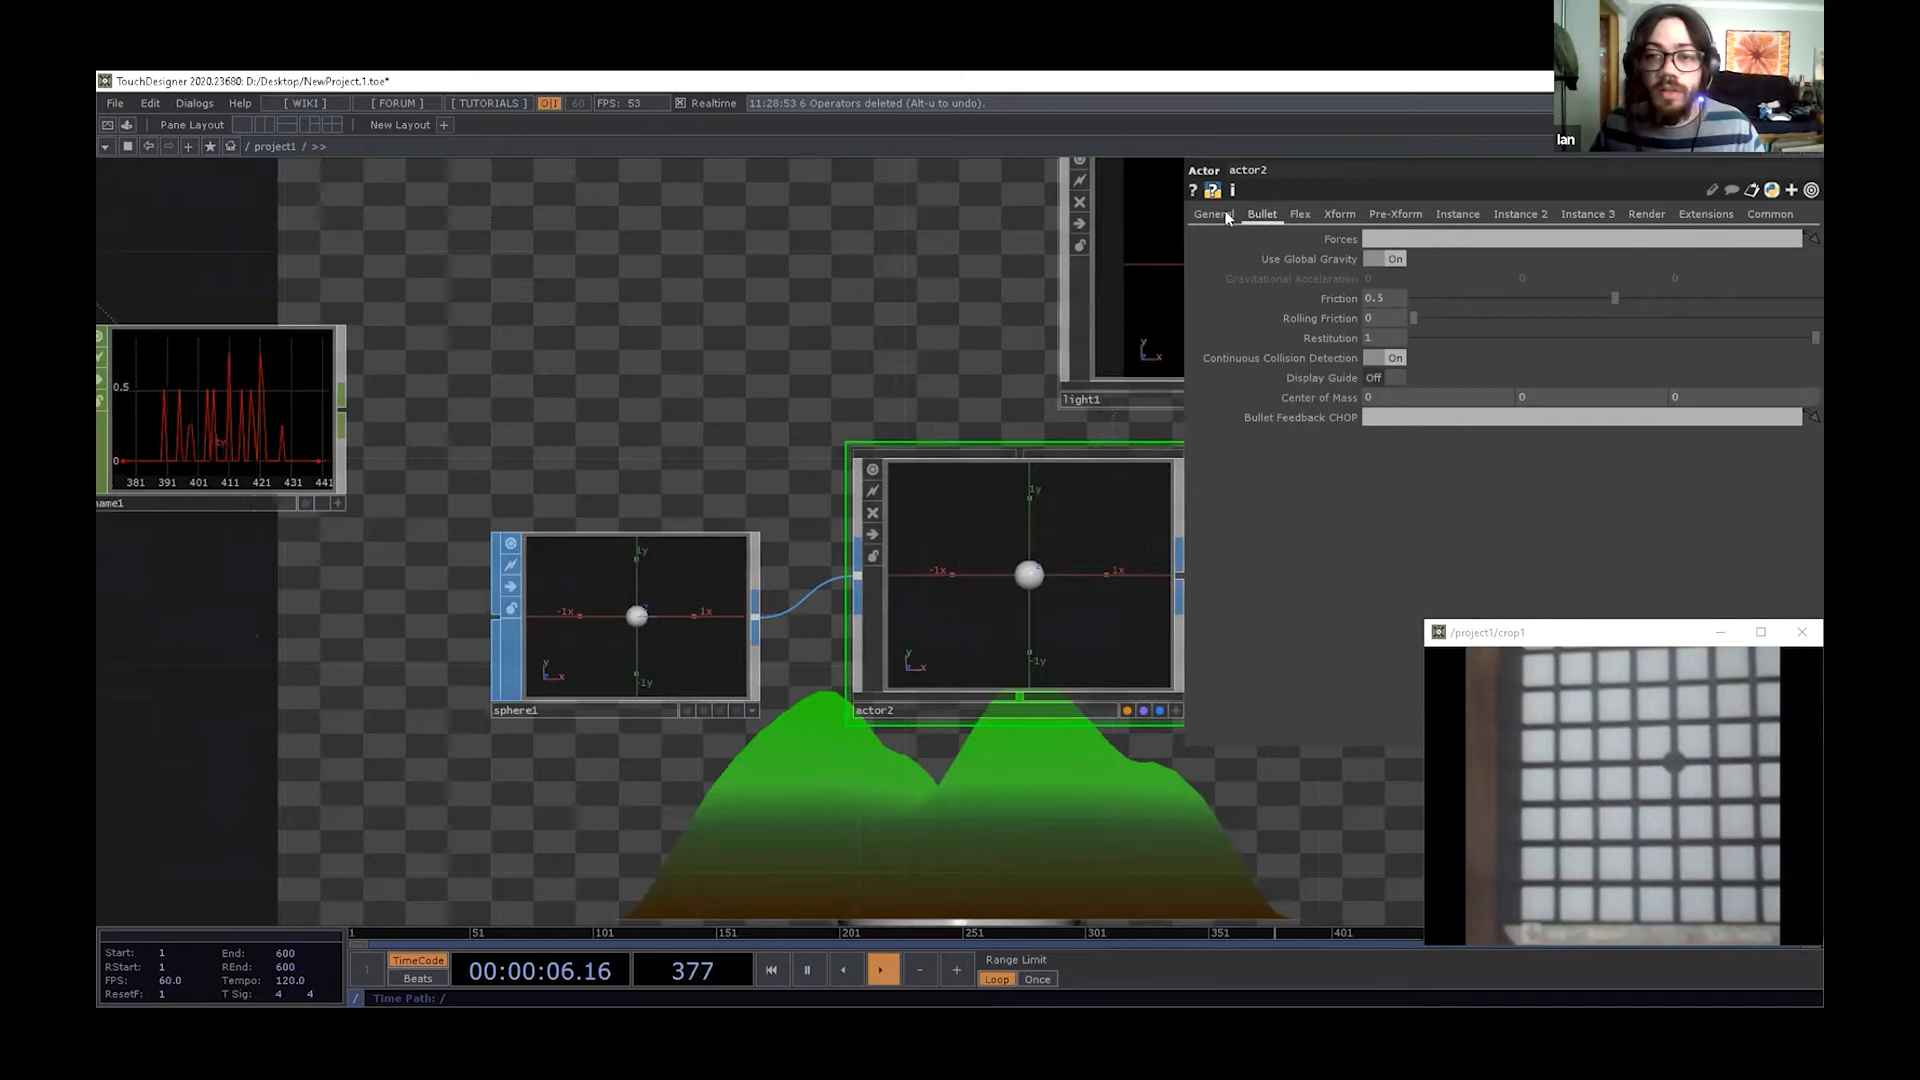 TouchDesigner 2020.23680: D:/Desktop/NewProject.1.toe*
File Edit Dialogs Help [ WIKI ] [ FORUM ] [ TUTORIALS ] O|I 60 FPS: 53 Realtime 11:28:53 6 Operators deleted (Alt-u to undo).
Pane Layout New Layout +
/ project1 / >>
Ian
Actor actor2
? ? i
General Bullet Flex Xform Pre-Xform Instance Instance 2 Instance 3 Render Extensions Common
Forces
Use Global Gravity On
Gravitational Acceleration 0 0 0
Friction 0.5
Rolling Friction 0
Restitution 1
Continuous Collision Detection On
Display Guide Off
Center of Mass 0 0 0
Bullet Feedback CHOP
y
x
light1
0.5
0
381 391 401 411 421 431 441
name1
1y
-1x 1x
-1y
y
x
sphere1
1y
-1x 1x
-1y
y
x
actor2
/project1/crop1
1 51 101 151 201 251 301 351 401
Start: 1 End: 600
RStart: 1 REnd: 600
FPS: 60.0 Tempo: 120.0
ResetF: 1 T Sig: 4 4
TimeCode
Beats
00:00:06.16
377
Range Limit
Loop Once
/ Time Path: /